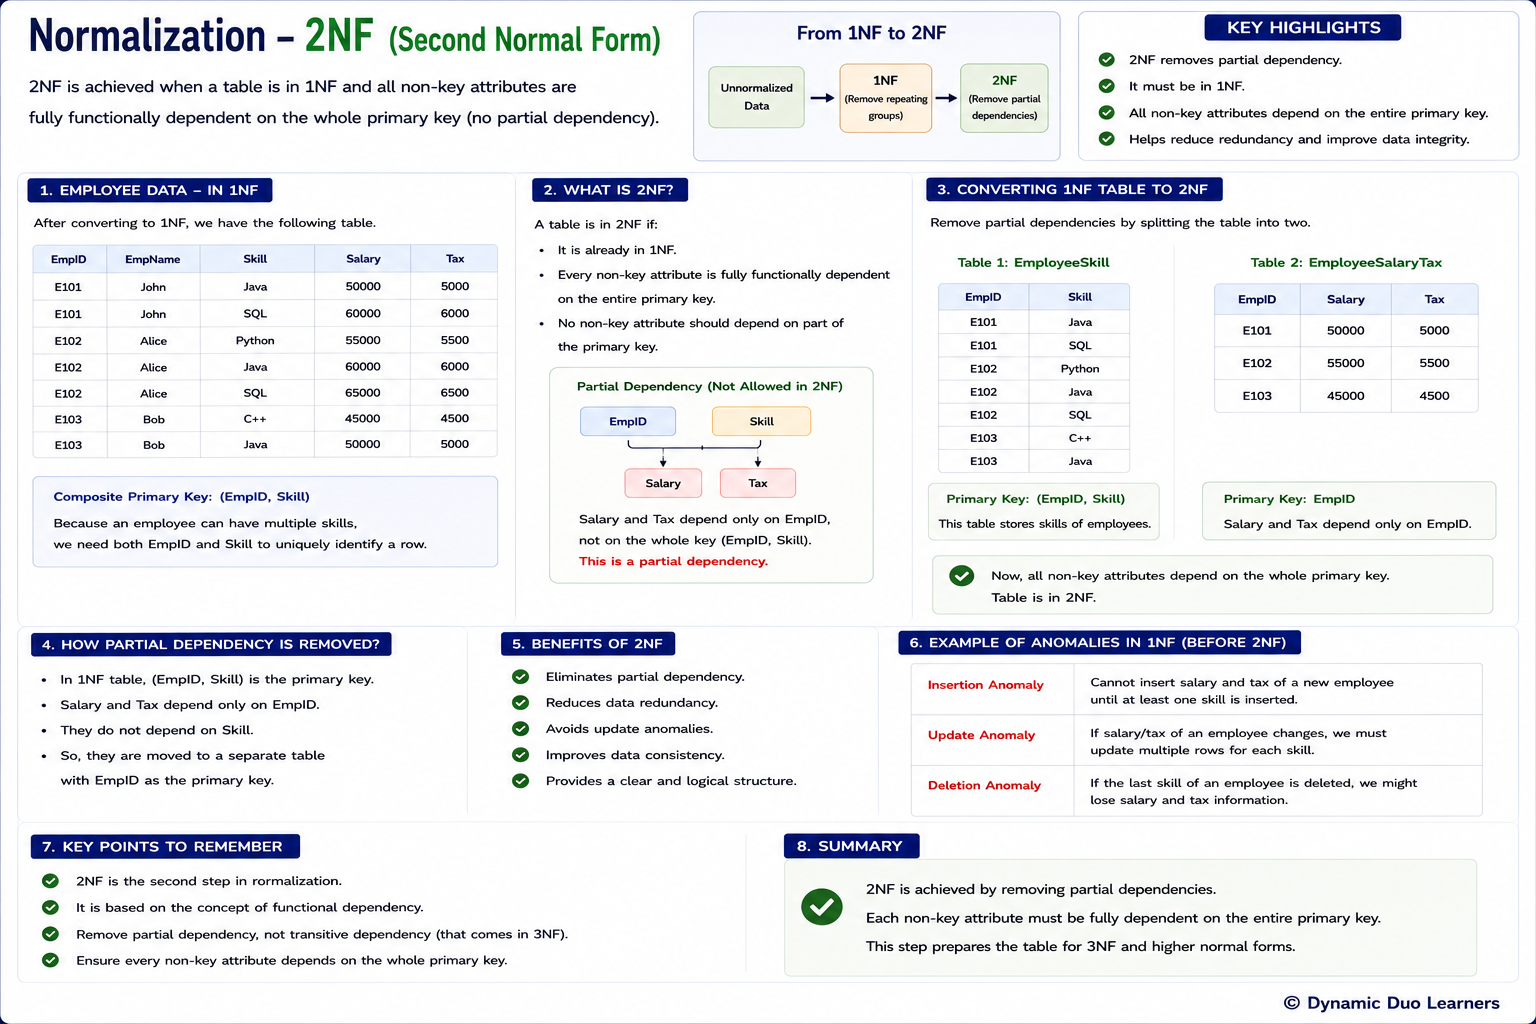 Normalization – 2NF (Second Normal Form)
2NF is achieved when a table is in 1NF and all non-key attributes are
fully functionally dependent on the whole primary key (no partial dependency).
From 1NF to 2NF
Unnormalized
Data
1NF
(Remove repeating
groups)
2NF
(Remove partial
dependencies)
KEY HIGHLIGHTS
2NF removes partial dependency.
It must be in 1NF.
All non-key attributes depend on the entire primary key.
Helps reduce redundancy and improve data integrity.
1. EMPLOYEE DATA – IN 1NF
After converting to 1NF, we have the following table.
EmpID EmpName Skill Salary Tax
E101 John Java 50000 5000
E101 John SQL 60000 6000
E102 Alice Python 55000 5500
E102 Alice Java 60000 6000
E102 Alice SQL 65000 6500
E103 Bob C++ 45000 4500
E103 Bob Java 50000 5000
Composite Primary Key: (EmpID, Skill)
Because an employee can have multiple skills,
we need both EmpID and Skill to uniquely identify a row.
2. WHAT IS 2NF?
A table is in 2NF if:
• It is already in 1NF.
• Every non-key attribute is fully functionally dependent
on the entire primary key.
• No non-key attribute should depend on part of
the primary key.
Partial Dependency (Not Allowed in 2NF)
EmpID Skill
Salary Tax
Salary and Tax depend only on EmpID,
not on the whole key (EmpID, Skill).
This is a partial dependency.
3. CONVERTING 1NF TABLE TO 2NF
Remove partial dependencies by splitting the table into two.
Table 1: EmployeeSkill
EmpID Skill
E101 Java
E101 SQL
E102 Python
E102 Java
E102 SQL
E103 C++
E103 Java
Primary Key: (EmpID, Skill)
This table stores skills of employees.
Table 2: EmployeeSalaryTax
EmpID Salary Tax
E101 50000 5000
E102 55000 5500
E103 45000 4500
Primary Key: EmpID
Salary and Tax depend only on EmpID.
Now, all non-key attributes depend on the whole primary key.
Table is in 2NF.
4. HOW PARTIAL DEPENDENCY IS REMOVED?
• In 1NF table, (EmpID, Skill) is the primary key.
• Salary and Tax depend only on EmpID.
• They do not depend on Skill.
• So, they are moved to a separate table
with EmpID as the primary key.
5. BENEFITS OF 2NF
Eliminates partial dependency.
Reduces data redundancy.
Avoids update anomalies.
Improves data consistency.
Provides a clear and logical structure.
6. EXAMPLE OF ANOMALIES IN 1NF (BEFORE 2NF)
Insertion Anomaly
Cannot insert salary and tax of a new employee
until at least one skill is inserted.
Update Anomaly
If salary/tax of an employee changes, we must
update multiple rows for each skill.
Deletion Anomaly
If the last skill of an employee is deleted, we might
lose salary and tax information.
7. KEY POINTS TO REMEMBER
2NF is the second step in rormalization.
It is based on the concept of functional dependency.
Remove partial dependency, not transitive dependency (that comes in 3NF).
Ensure every non-key attribute depends on the whole primary key.
8. SUMMARY
2NF is achieved by removing partial dependencies.
Each non-key attribute must be fully dependent on the entire primary key.
This step prepares the table for 3NF and higher normal forms.
© Dynamic Duo Learners